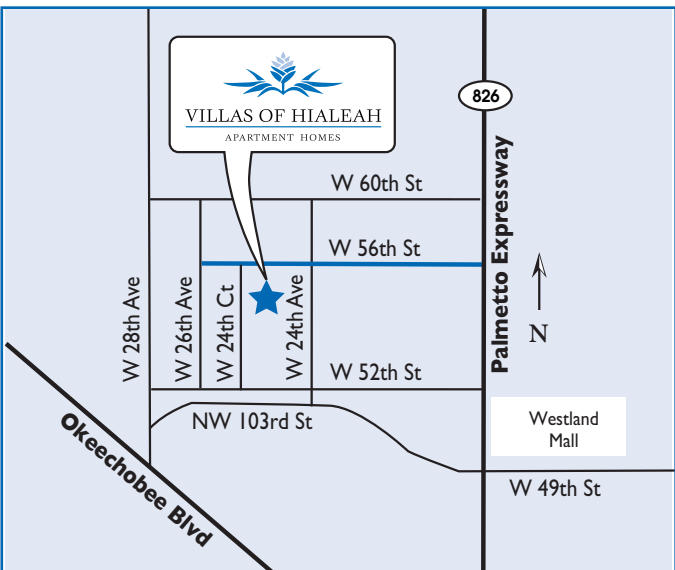 VILLAS OF HIALEAH
APARTMENT HOMES
826
W 60th St
Palmetto Expressway
W 56th St
W 28th Ave
W 26th Ave
W 24th Ct
W 24th Ave
N
W 52th St
NW 103rd St
Westland
Mall
Okeechobee Blvd
W 49th St